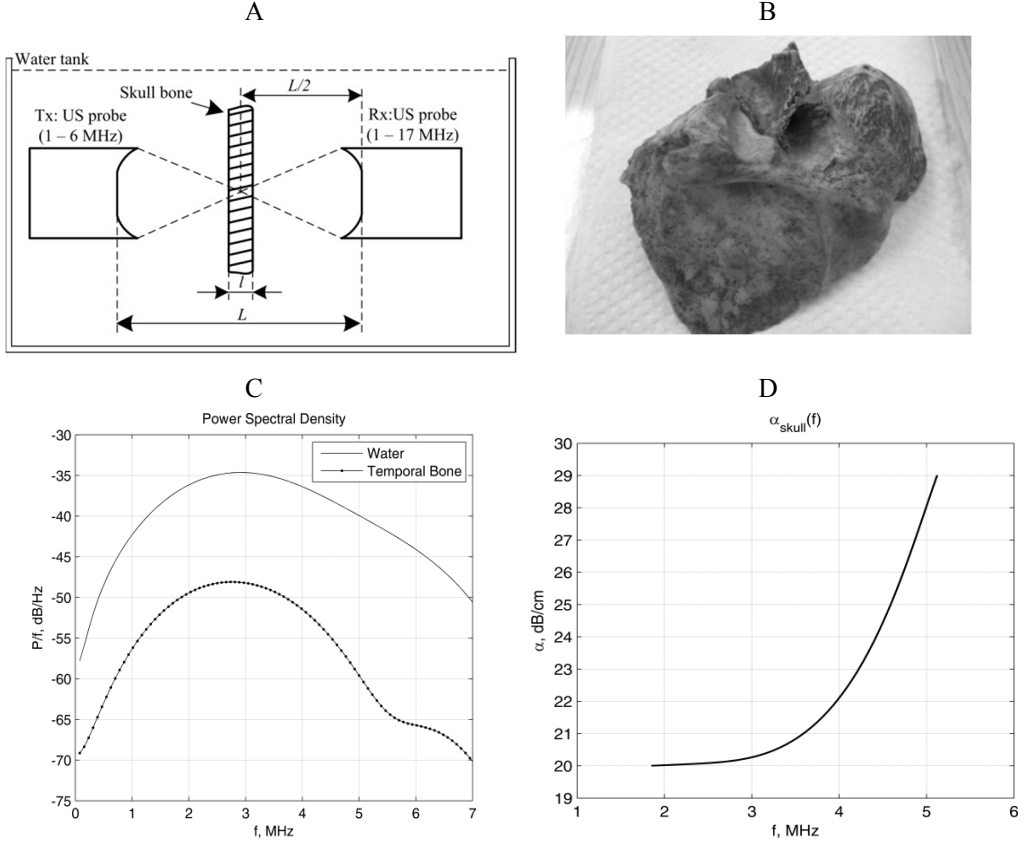 A
B
Water tank
L/2
Skull bone
Tx: US probe
(1 – 6 MHz)
Rx:US probe
(1 – 17 MHz)
l
L
C
D
Power Spectral Density
-30
-35
-40
-45
-50
-55
-60
-65
-70
-75
P/f, dB/Hz
Water
Temporal Bone
0
1
2
3
4
5
6
7
f, MHz
αskull(f)
30
29
28
27
26
25
24
23
22
21
20
19
α, dB/cm
1
2
3
4
5
6
f, MHz